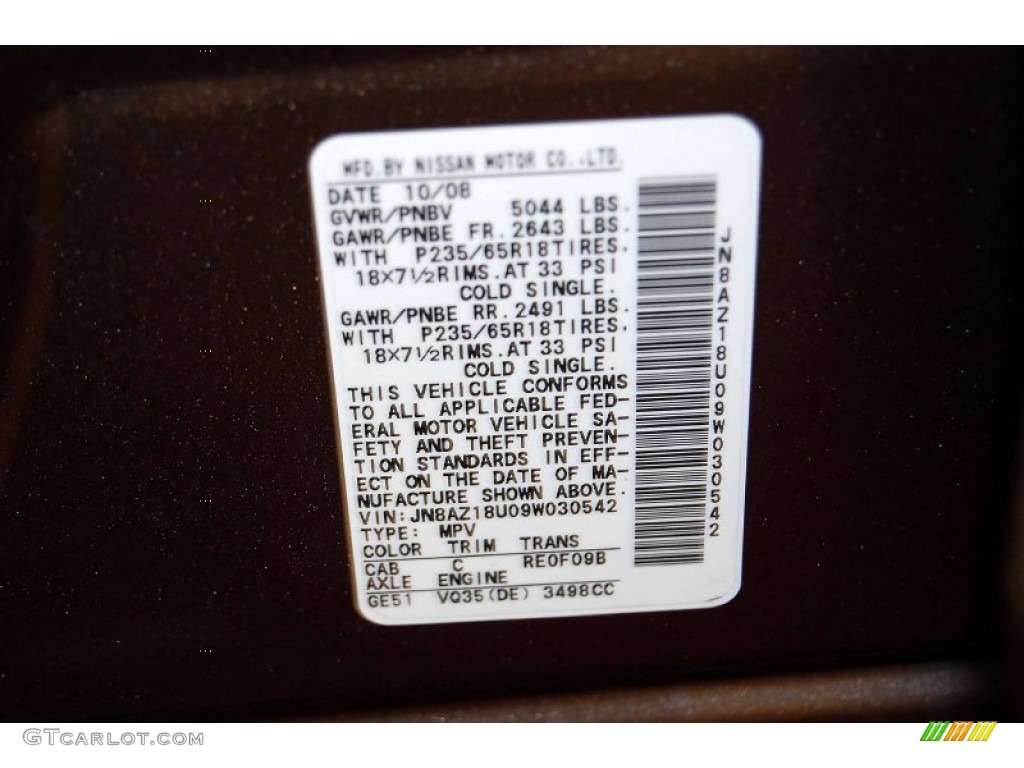 MFD.BY NISSAN MOTOR CO.,LTD.
DATE 10/08
GVWR/PNBV 5044 LBS.
GAWR/PNBE FR.2643 LBS.
WITH P235/65R18TIRES.
18×7½RIMS.AT 33 PSI
COLD SINGLE.
GAWR/PNBE RR.2491 LBS.
WITH P235/65R18TIRES.
18×7½RIMS.AT 33 PSI
COLD SINGLE.
THIS VEHICLE CONFORMS
TO ALL APPLICABLE FED-
ERAL MOTOR VEHICLE SA-
FETY AND THEFT PREVEN-
TION STANDARDS IN EFF-
ECT ON THE DATE OF MA-
NUFACTURE SHOWN ABOVE.
VIN:JN8AZ18U09W030542
TYPE: MPV
COLOR TRIM TRANS
CAB C RE0F09B
AXLE ENGINE
GE51 VQ35(DE) 3498CC
JN8AZ18U09W030542
GTCarlot.com